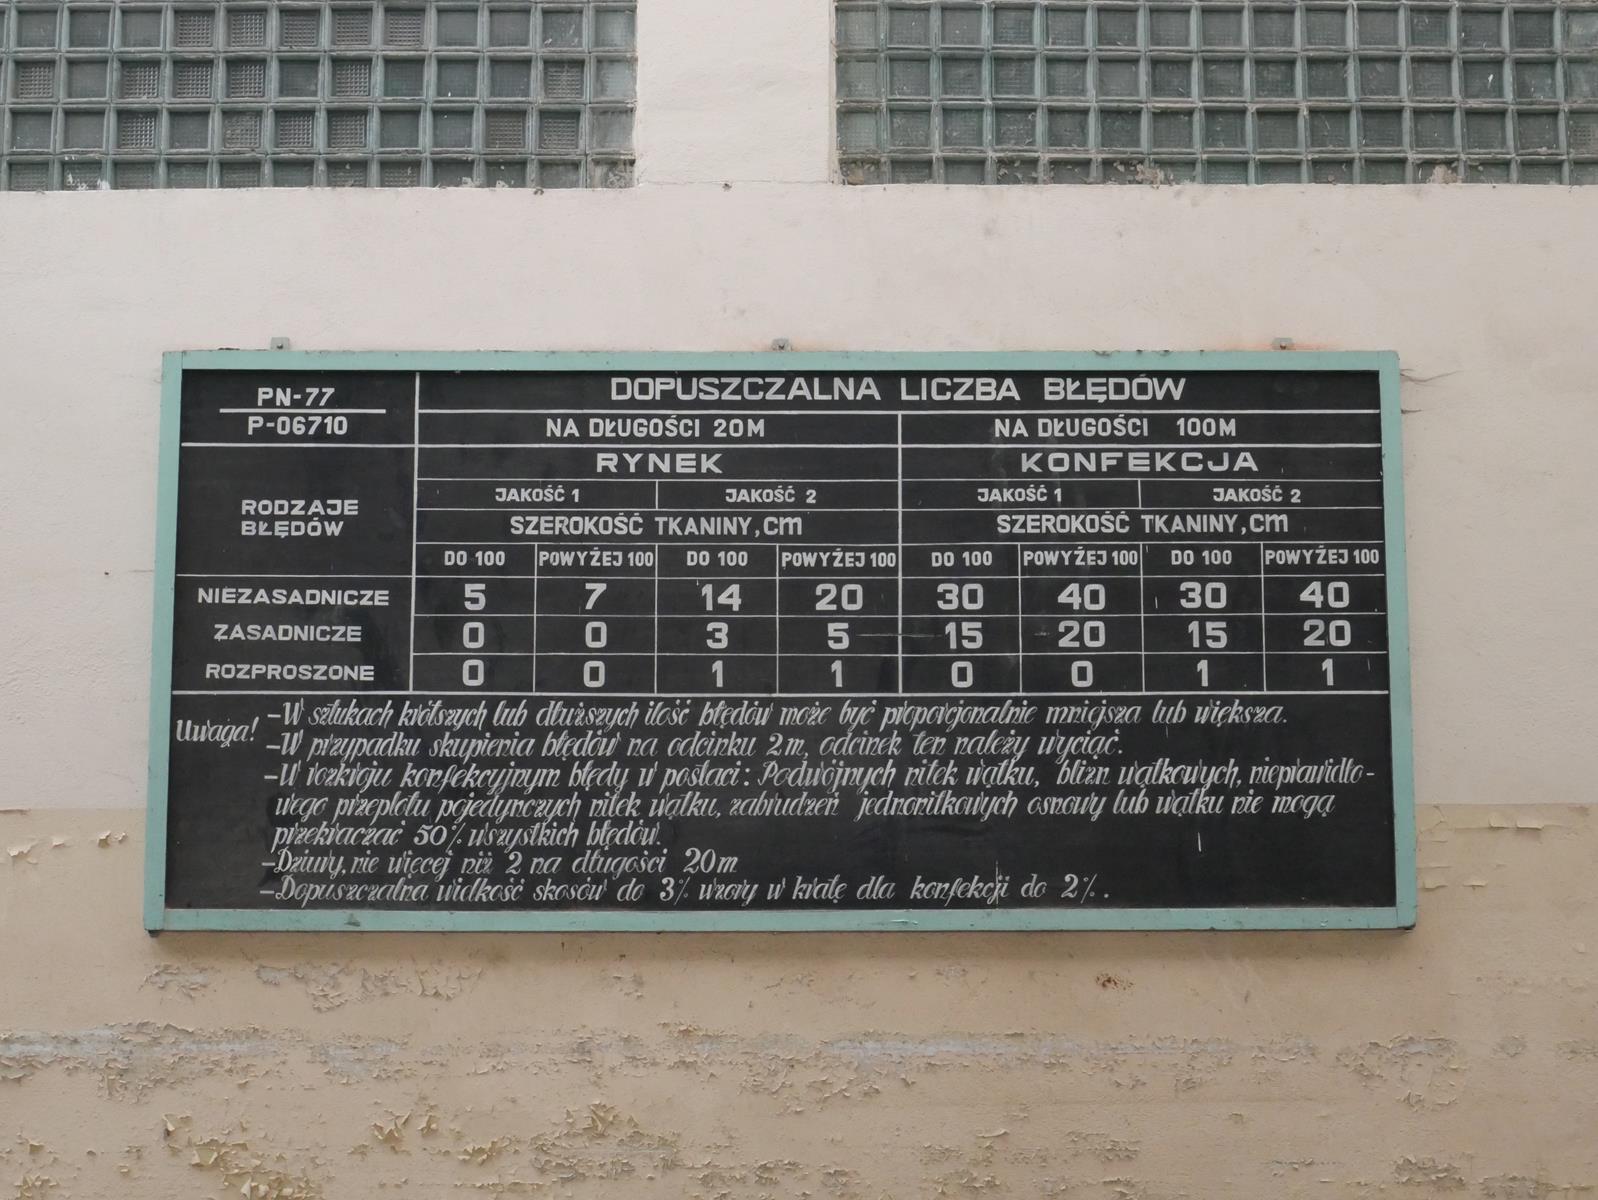 PN-77
P-06710
DOPUSZCZALNA LICZBA BŁĘDÓW
NA DŁUGOŚCI 20M NA DŁUGOŚCI 100M
RYNEK KONFEKCJA
RODZAJE BŁĘDÓW
JAKOŚĆ 1 JAKOŚĆ 2 JAKOŚĆ 1 JAKOŚĆ 2
SZEROKOŚĆ TKANINY, cm SZEROKOŚĆ TKANINY, cm
DO 100 POWYŻEJ 100 DO 100 POWYŻEJ 100 DO 100 POWYŻEJ 100 DO 100 POWYŻEJ 100
NIEZASADNICZE 5 7 14 20 30 40 30 40
ZASADNICZE 0 0 3 5 15 20 15 20
ROZPROSZONE 0 0 1 1 0 0 1 1
Uwaga! -W sztukach krótszych lub dłuższych ilość błędów może być proporcjonalnie mniejsza lub większa.
-W przypadku skupienia błędów na odcinku 2m, odcinek ten należy wyciąć.
-W rozkroju konfekcyjnym błędy w postaci: Podwójnych nitek wątku, blizn wątkowych, nieprawidło-
wego przeplotu pojedynczych nitek wątku, zabrudzeń jednonitkowych osnowy lub wątku nie mogą
przekraczać 50% wszystkich błędów.
-Dziury, nie więcej niż 2 na długości 20m
-Dopuszczalna wielkość skosów do 3% wzory w kratę dla konfekcji do 2%.